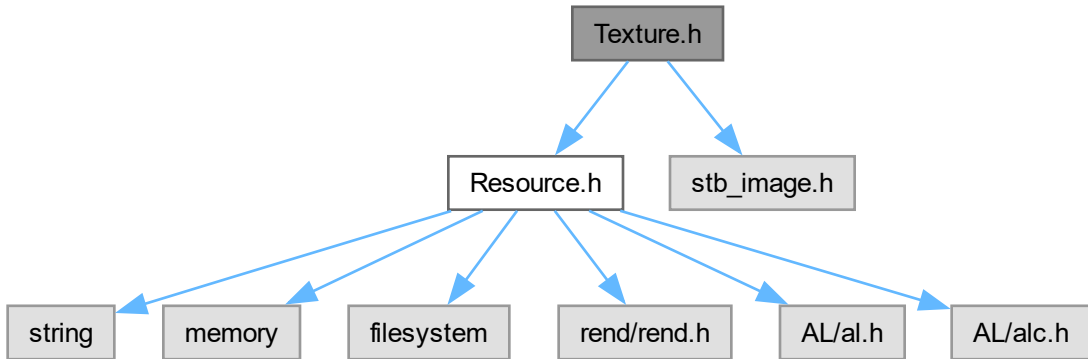 Texture.h
Resource.h
stb_image.h
string
memory
filesystem
rend/rend.h
AL/al.h
AL/alc.h